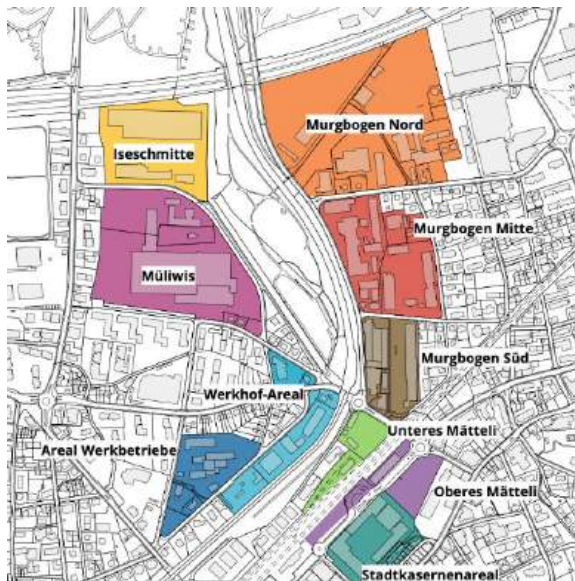 Murgbogen Nord
Iseschmitte
Murgbogen Mitte
Müliwis
Murgbogen Süd
Werkhof-Areal
Unteres Mätteli
Areal Werkbetriebe
Oberes Mätteli
Stadtkasernenareal